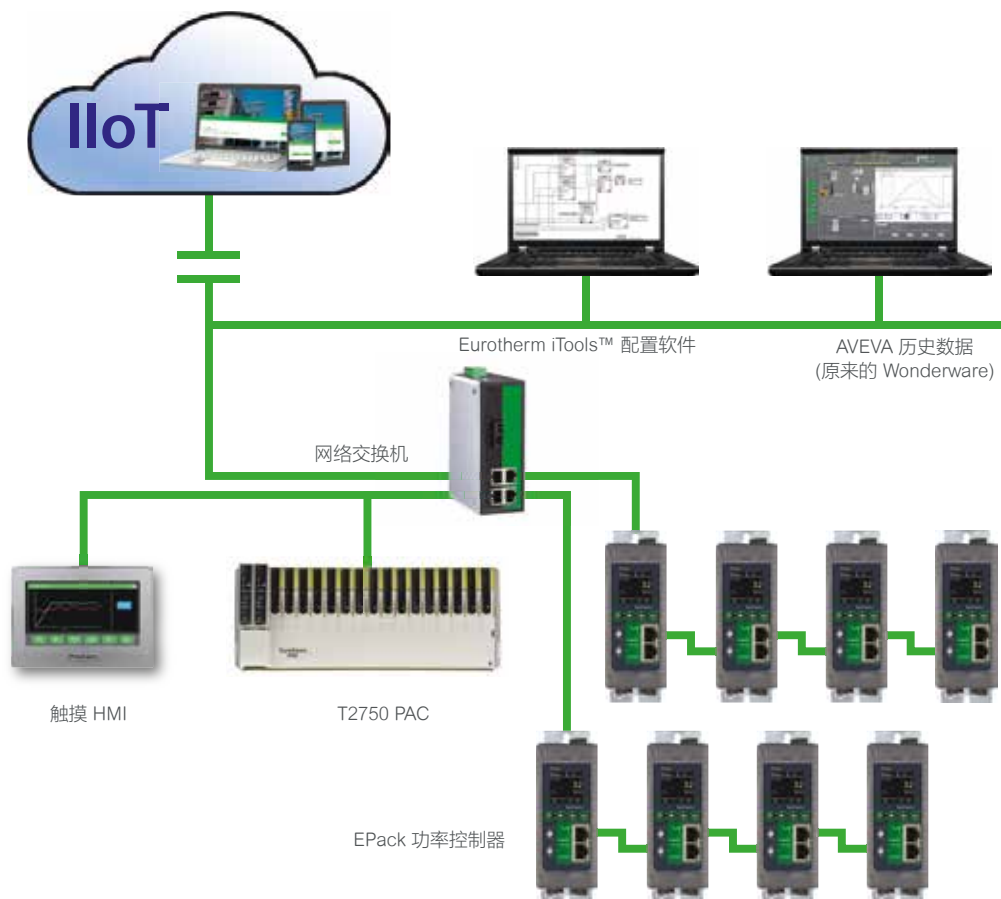 IIoT
Eurotherm iTools™ 配置软件
AVEVA 历史数据
(原来的 Wonderware)
网络交换机
触摸 HMI
T2750 PAC
EPack 功率控制器